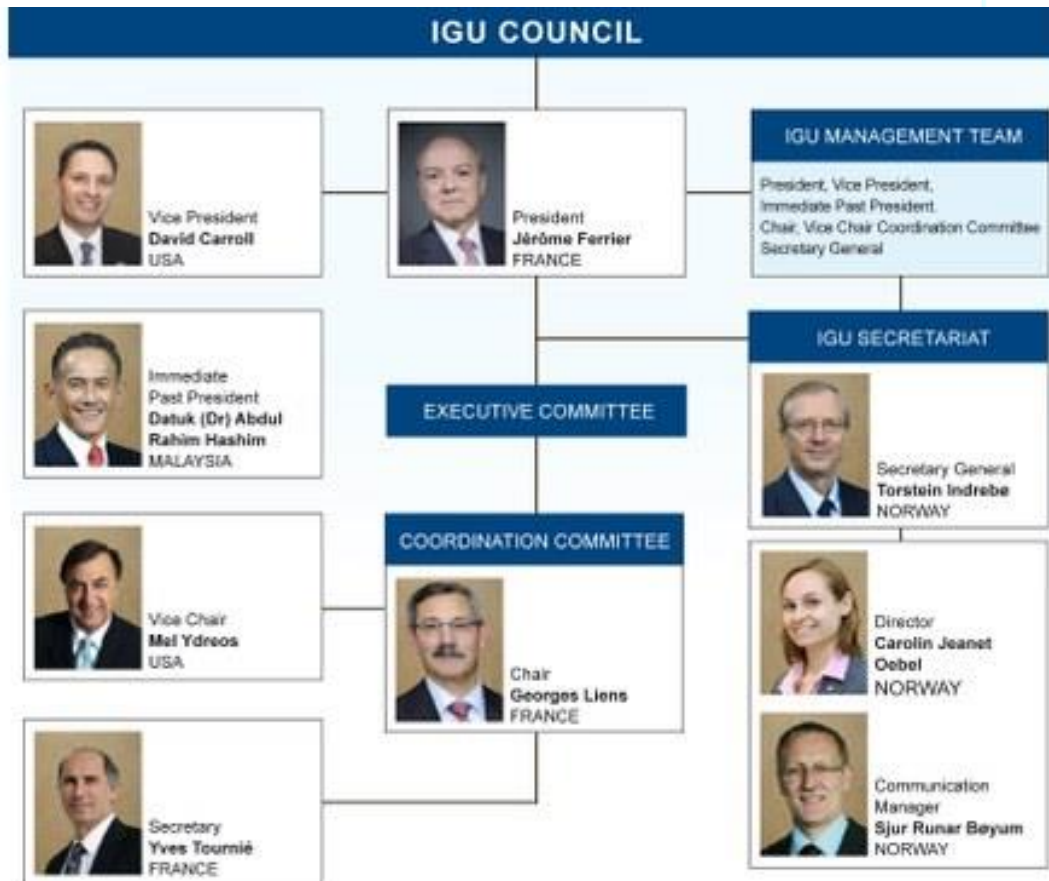 IGU COUNCIL
Vice President
David Carroll
USA
President
Jérôme Ferrier
FRANCE
IGU MANAGEMENT TEAM
President, Vice President,
Immediate Past President.
Chair, Vice Chair Coordination Committee
Secretary General
Immediate
Past President
Datuk (Dr) Abdul
Rahim Hashim
MALAYSIA
EXECUTIVE COMMITTEE
IGU SECRETARIAT
Secretary General
Torstein Indrebø
NORWAY
Vice Chair
Mel Ydreos
USA
COORDINATION COMMITTEE
Chair
Georges Liens
FRANCE
Director
Carolin Jeanet
Oebel
NORWAY
Secretary
Yves Tournié
FRANCE
Communication
Manager
Sjur Runar Bøyum
NORWAY